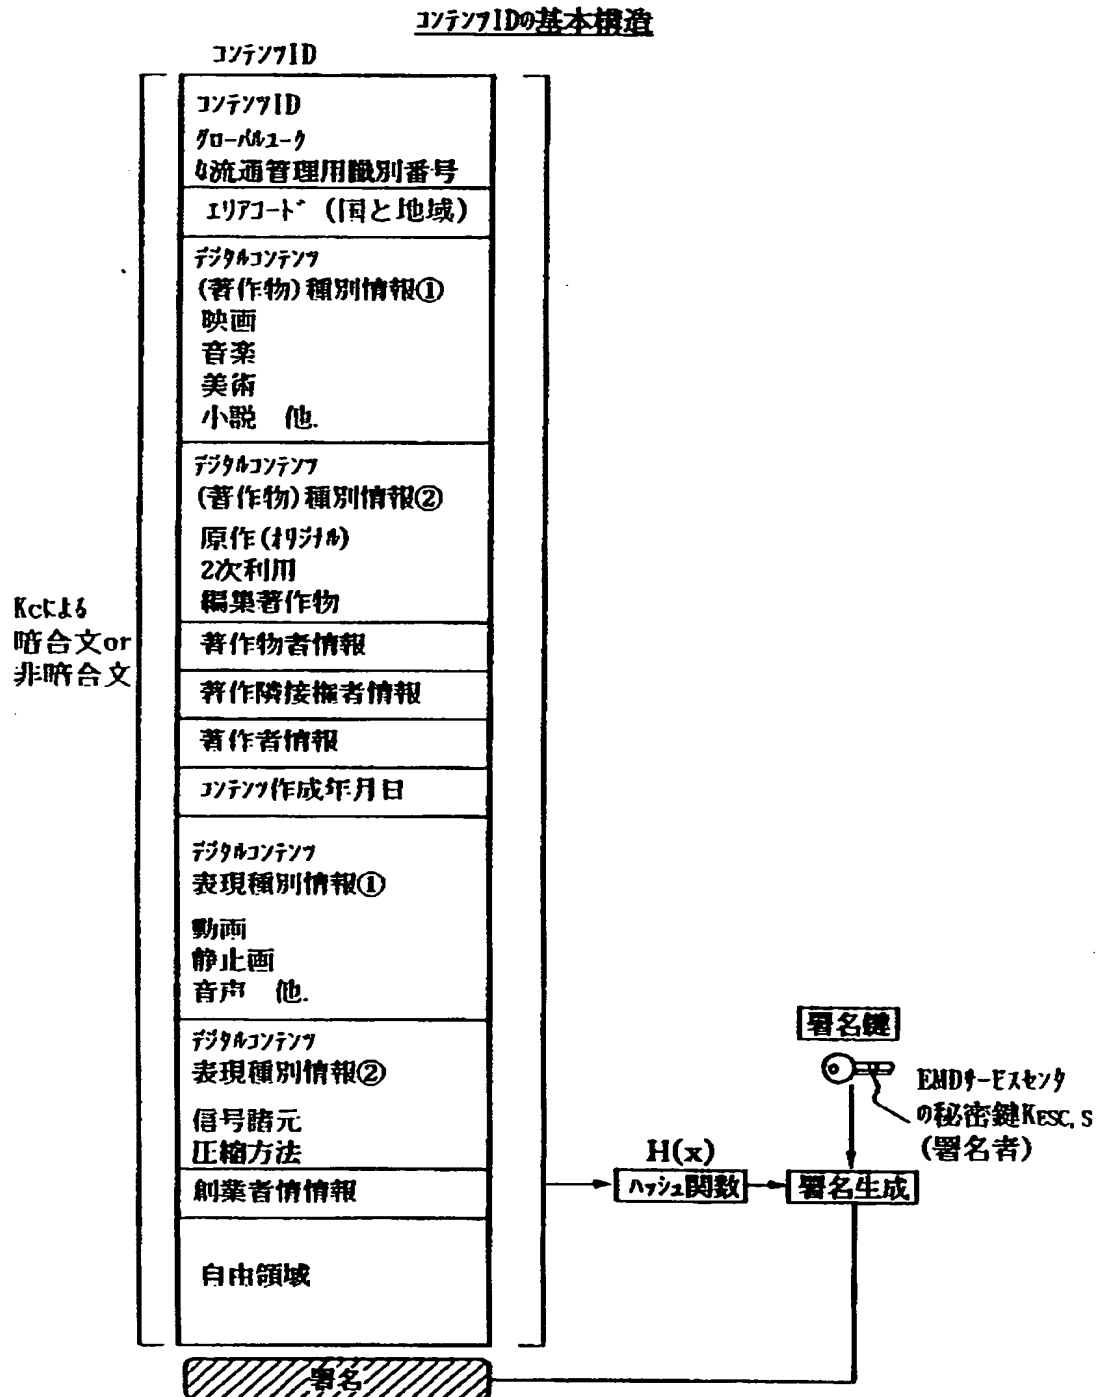 コンテンツIDの基本構造
コンテンツID
コンテンツID
グローバルユーク
な流通管理用識別番号
エリアコード (国と地域)
デジタルコンテンツ
(著作物)種別情報①
映画
音楽
美術
小説 他.
デジタルコンテンツ
(著作物)種別情報②
原作(オリジナル)
2次利用
編集著作物
著作物者情報
著作隣接権者情報
著作者情報
コンテンツ作成年月日
デジタルコンテンツ
表現種別情報①
動画
静止画
音声 他.
デジタルコンテンツ
表現種別情報②
信号諸元
圧縮方法
創業者情情報
自由領域
署名
Kcによる
暗合文or
非暗合文
H(x)
ハッシュ関数
署名生成
署名鍵
EMDサービスセンタ
の秘密鍵KESC,S
(署名者)